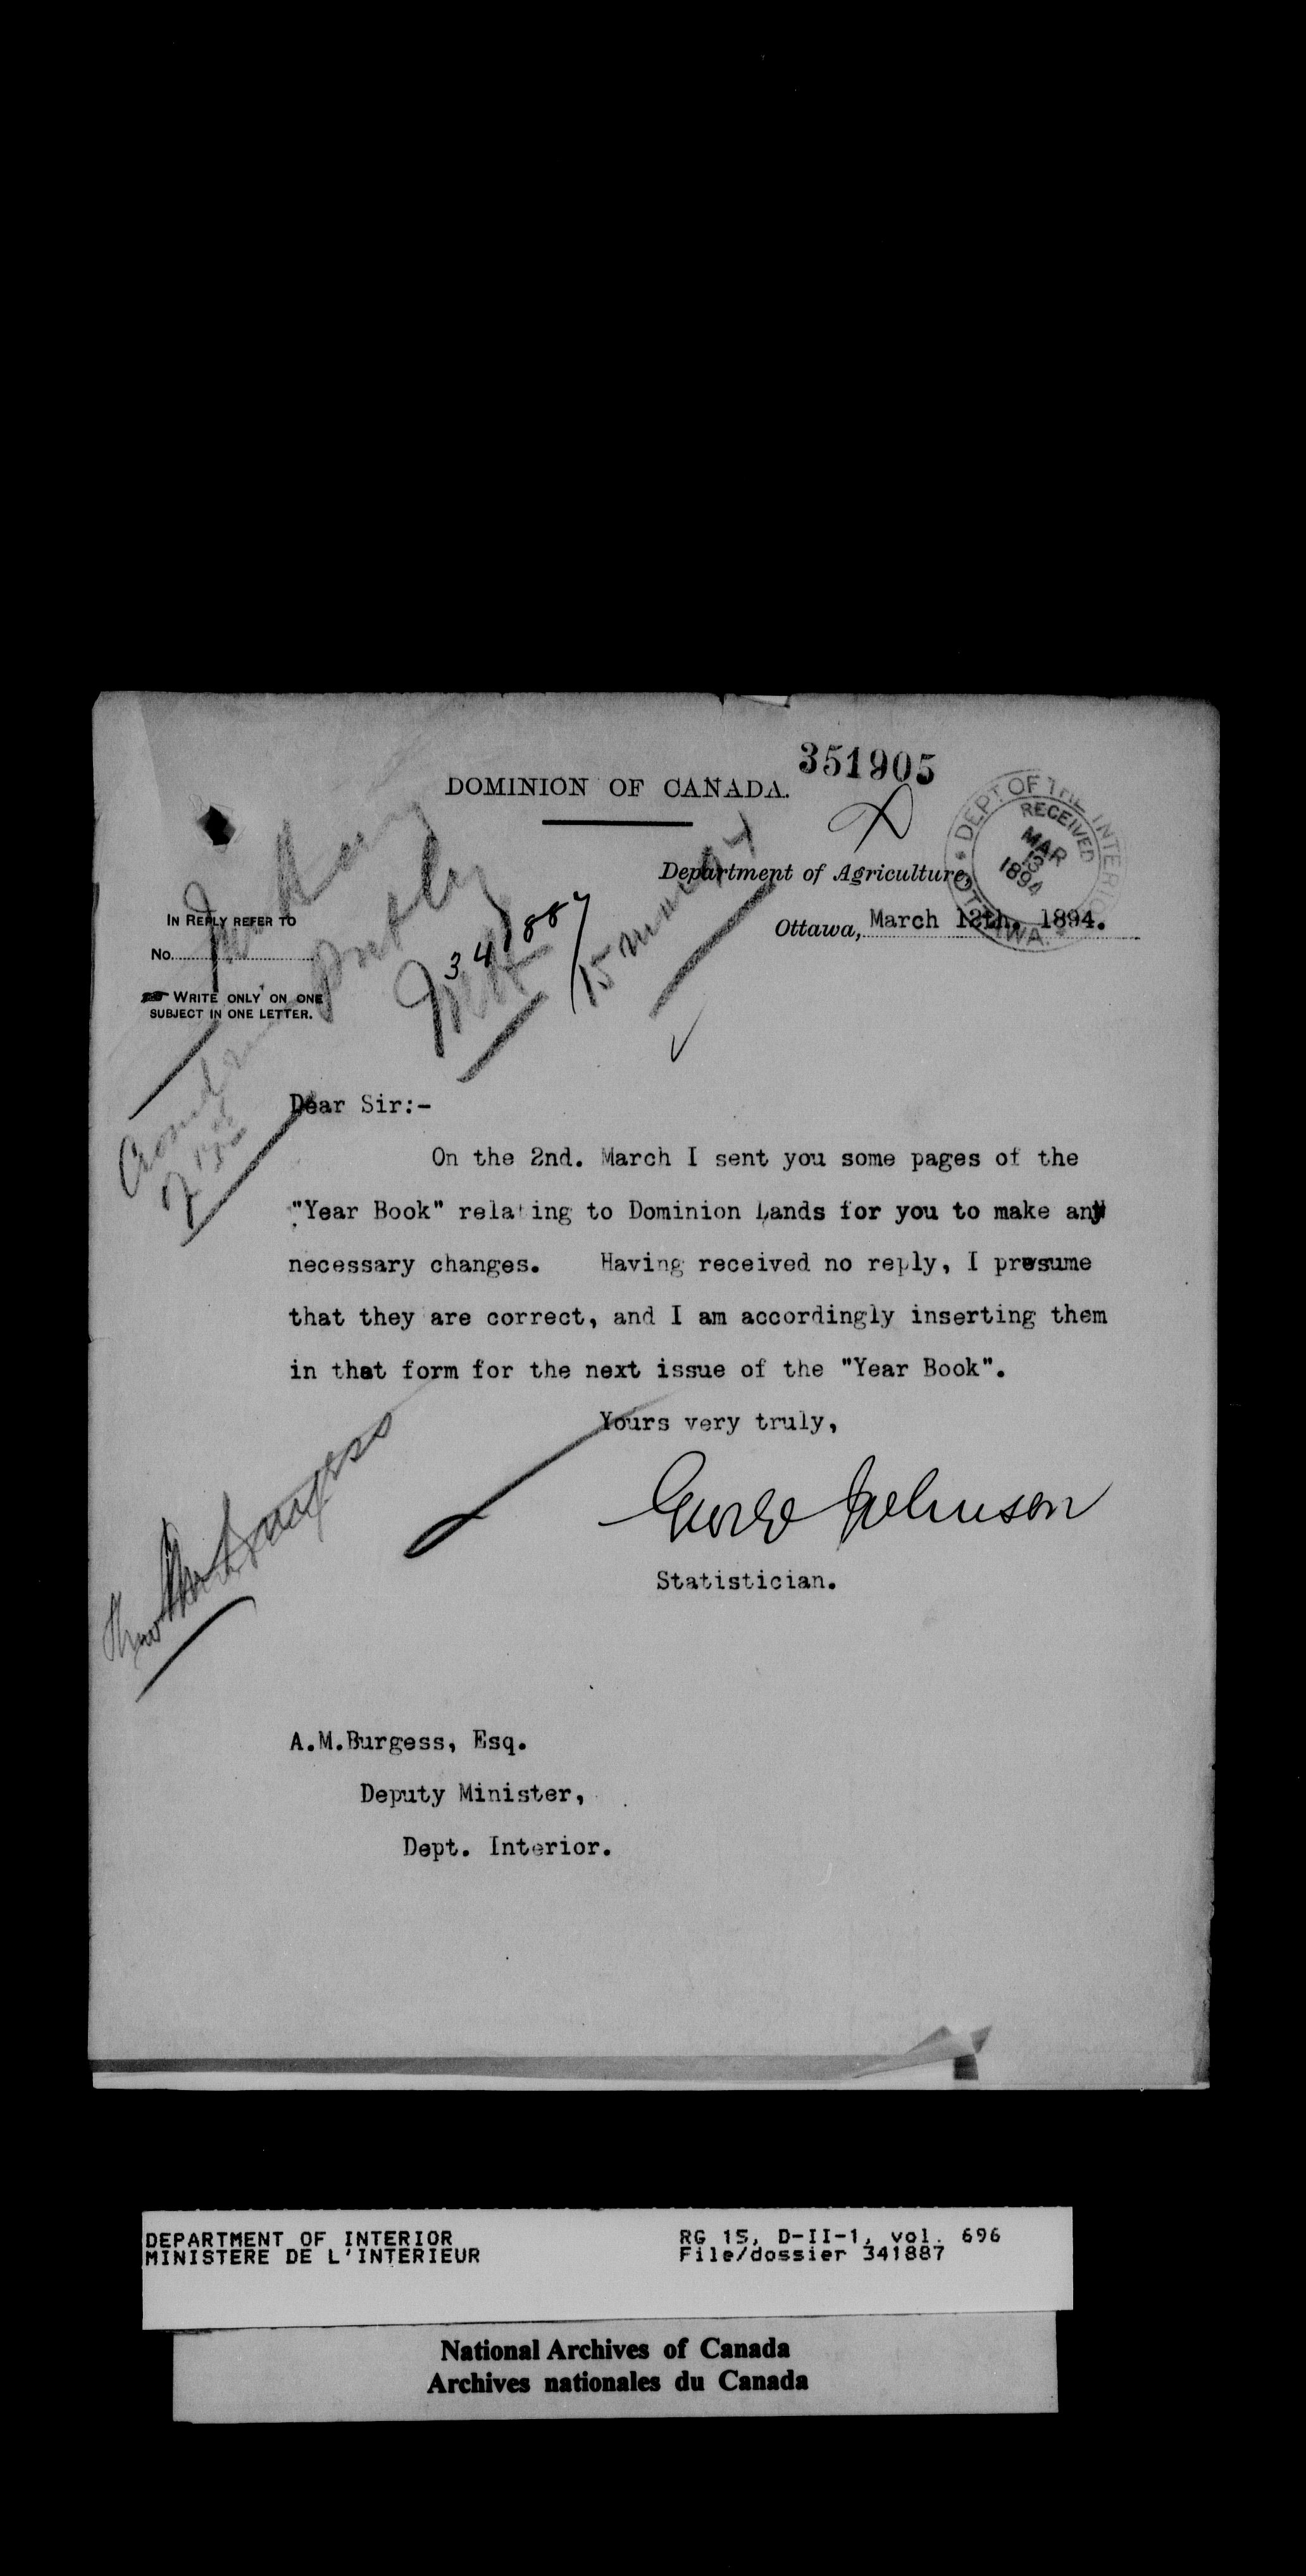 351905
DOMINION OF CANADA.
DEPT. OF THE INTERIOR
RECEIVED
MAR
13
1894
OTTAWA
Department of Agriculture,
Ottawa, March 12th. 1894.
IN REPLY REFER TO
No.
341887
15 mar 94
WRITE ONLY ON ONE
SUBJECT IN ONE LETTER.
Dear Sir:-
On the 2nd. March I sent you some pages of the
"Year Book" relating to Dominion Lands for you to make any
necessary changes. Having received no reply, I presume
that they are correct, and I am accordingly inserting them
in that form for the next issue of the "Year Book".
Yours very truly,
George Johnson
Statistician.
A.M.Burgess, Esq.
Deputy Minister,
Dept. Interior.
DEPARTMENT OF INTERIOR
MINISTERE DE L'INTERIEUR
RG 15, D-II-1, vol. 696
File/dossier 341887
National Archives of Canada
Archives nationales du Canada